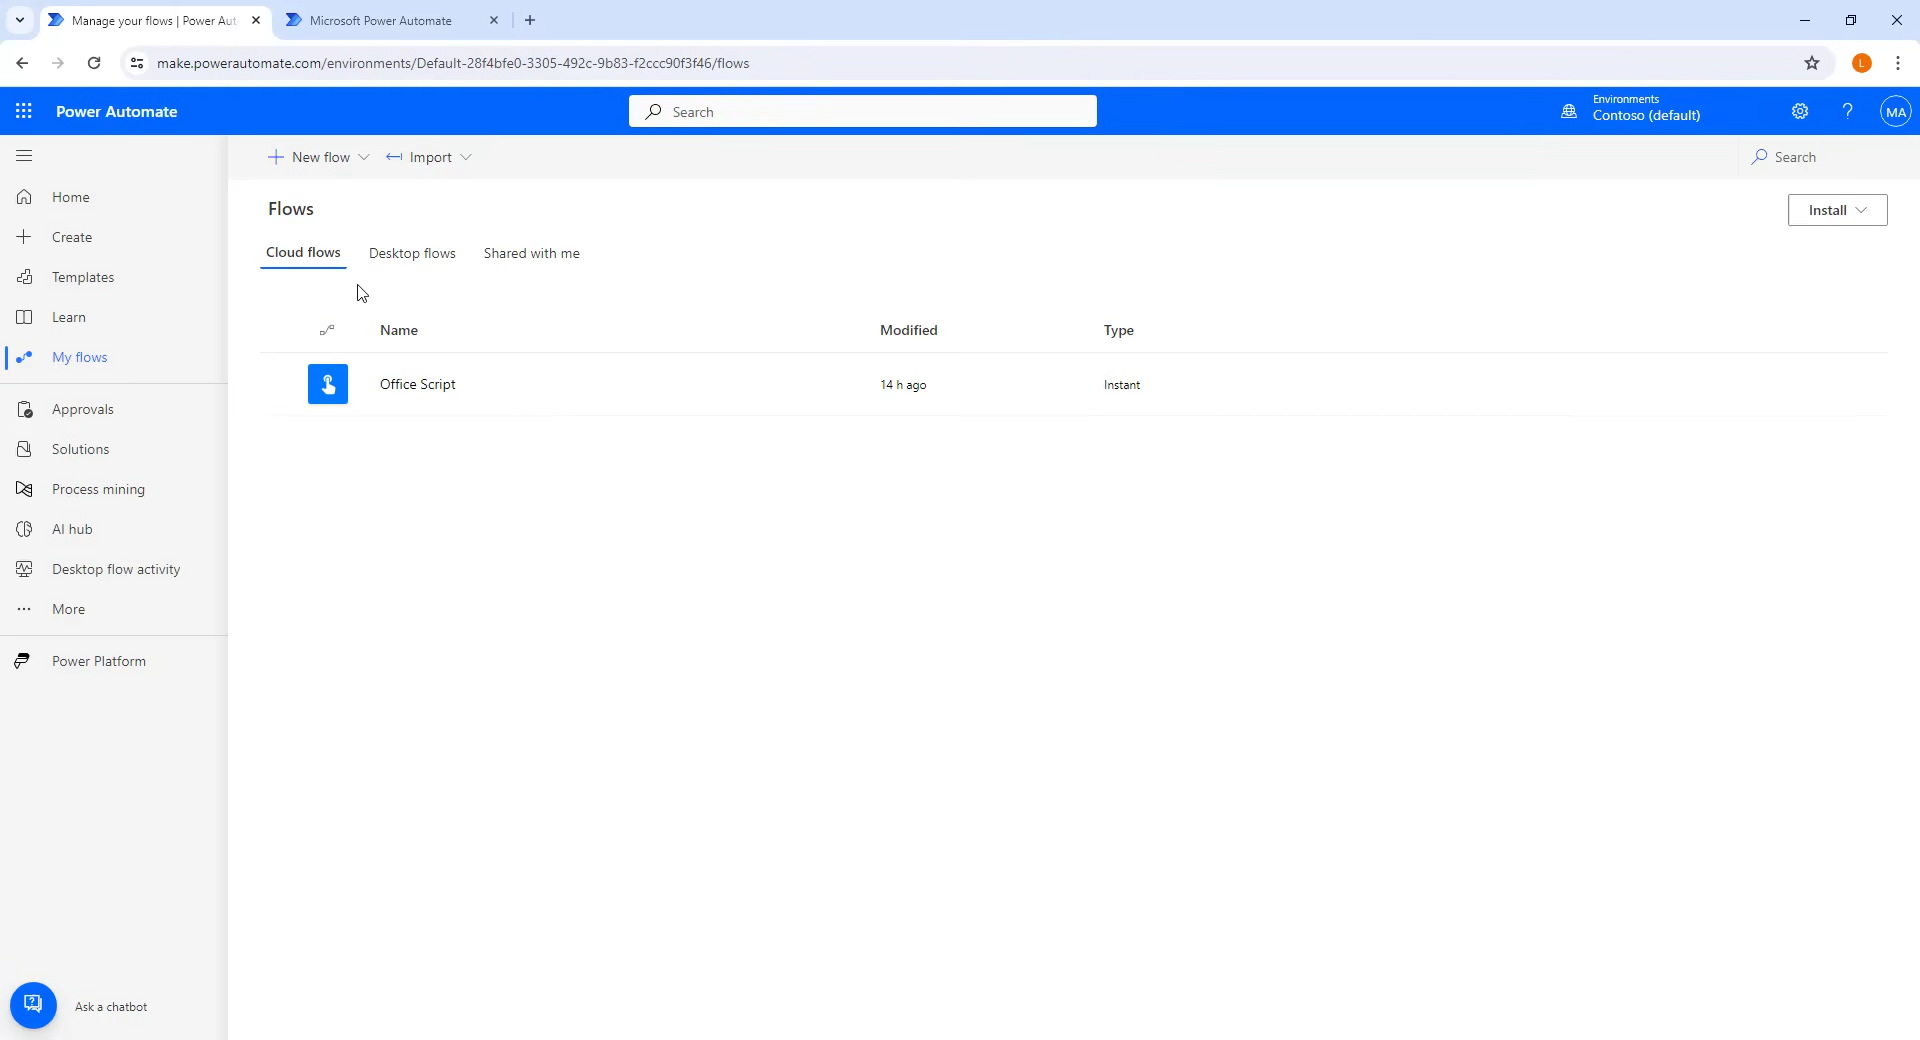 Manage your flows | Power Aut
Microsoft Power Automate
make.powerautomate.com/environments/Default-28f4bfe0-3305-492c-9b83-f2ccc90f3f46/flows
L
Power Automate
Search
Environments
Contoso (default)
?
MA
New flow
Import
Search
Home
Create
Templates
Learn
My flows
Approvals
Solutions
Process mining
AI hub
Desktop flow activity
More
Power Platform
Ask a chatbot
Flows
Install
Cloud flows
Desktop flows
Shared with me
Name
Modified
Type
Office Script
14 h ago
Instant